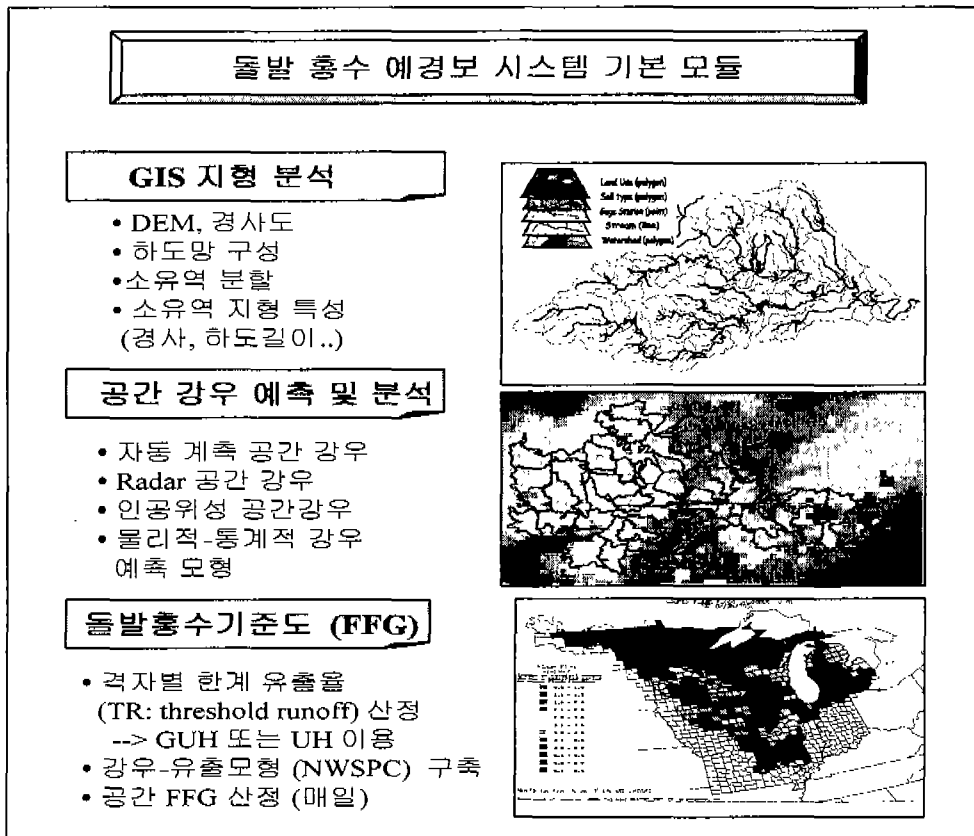 돌발 홍수 예경보 시스템 기본 모듈
GIS 지형 분석
• DEM, 경사도
• 하도망 구성
•소유역 분할
• 소유역 지형 특성
(경사, 하도길이..)
Land Use (polygon)
Soil Type (polygon)
Gage Station (point)
Stream (line)
Watershed (polygon)
공간 강우 예측 및 분석
• 자동 계측 공간 강우
• Radar 공간 강우
• 인공위성 공간강우
• 물리적-통계적 강우
예측 모형
돌발홍수기준도 (FFG)
• 격자별 한계 유출율
(TR: threshold runoff) 산정
--> GUH 또는 UH 이용
• 강우-유출모형 (NWSPC) 구축
• 공간 FFG 산정 (매일)